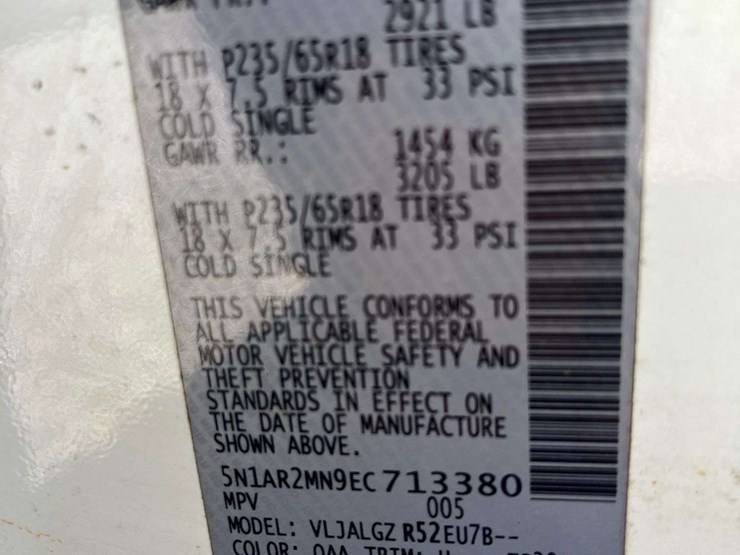 2921 LB
WITH P235/65R18 TIRES
18 X 7.5 RIMS AT 33 PSI
COLD SINGLE
GAWR RR.: 1454 KG
3205 LB
WITH P235/65R18 TIRES
18 X 7.5 RIMS AT 33 PSI
COLD SINGLE
THIS VEHICLE CONFORMS TO
ALL APPLICABLE FEDERAL
MOTOR VEHICLE SAFETY AND
THEFT PREVENTION
STANDARDS IN EFFECT ON
THE DATE OF MANUFACTURE
SHOWN ABOVE.
5N1AR2MN9EC713380
MPV 005
MODEL: VLJALGZ R52EU7B--
COLOR: QAA TRIM: